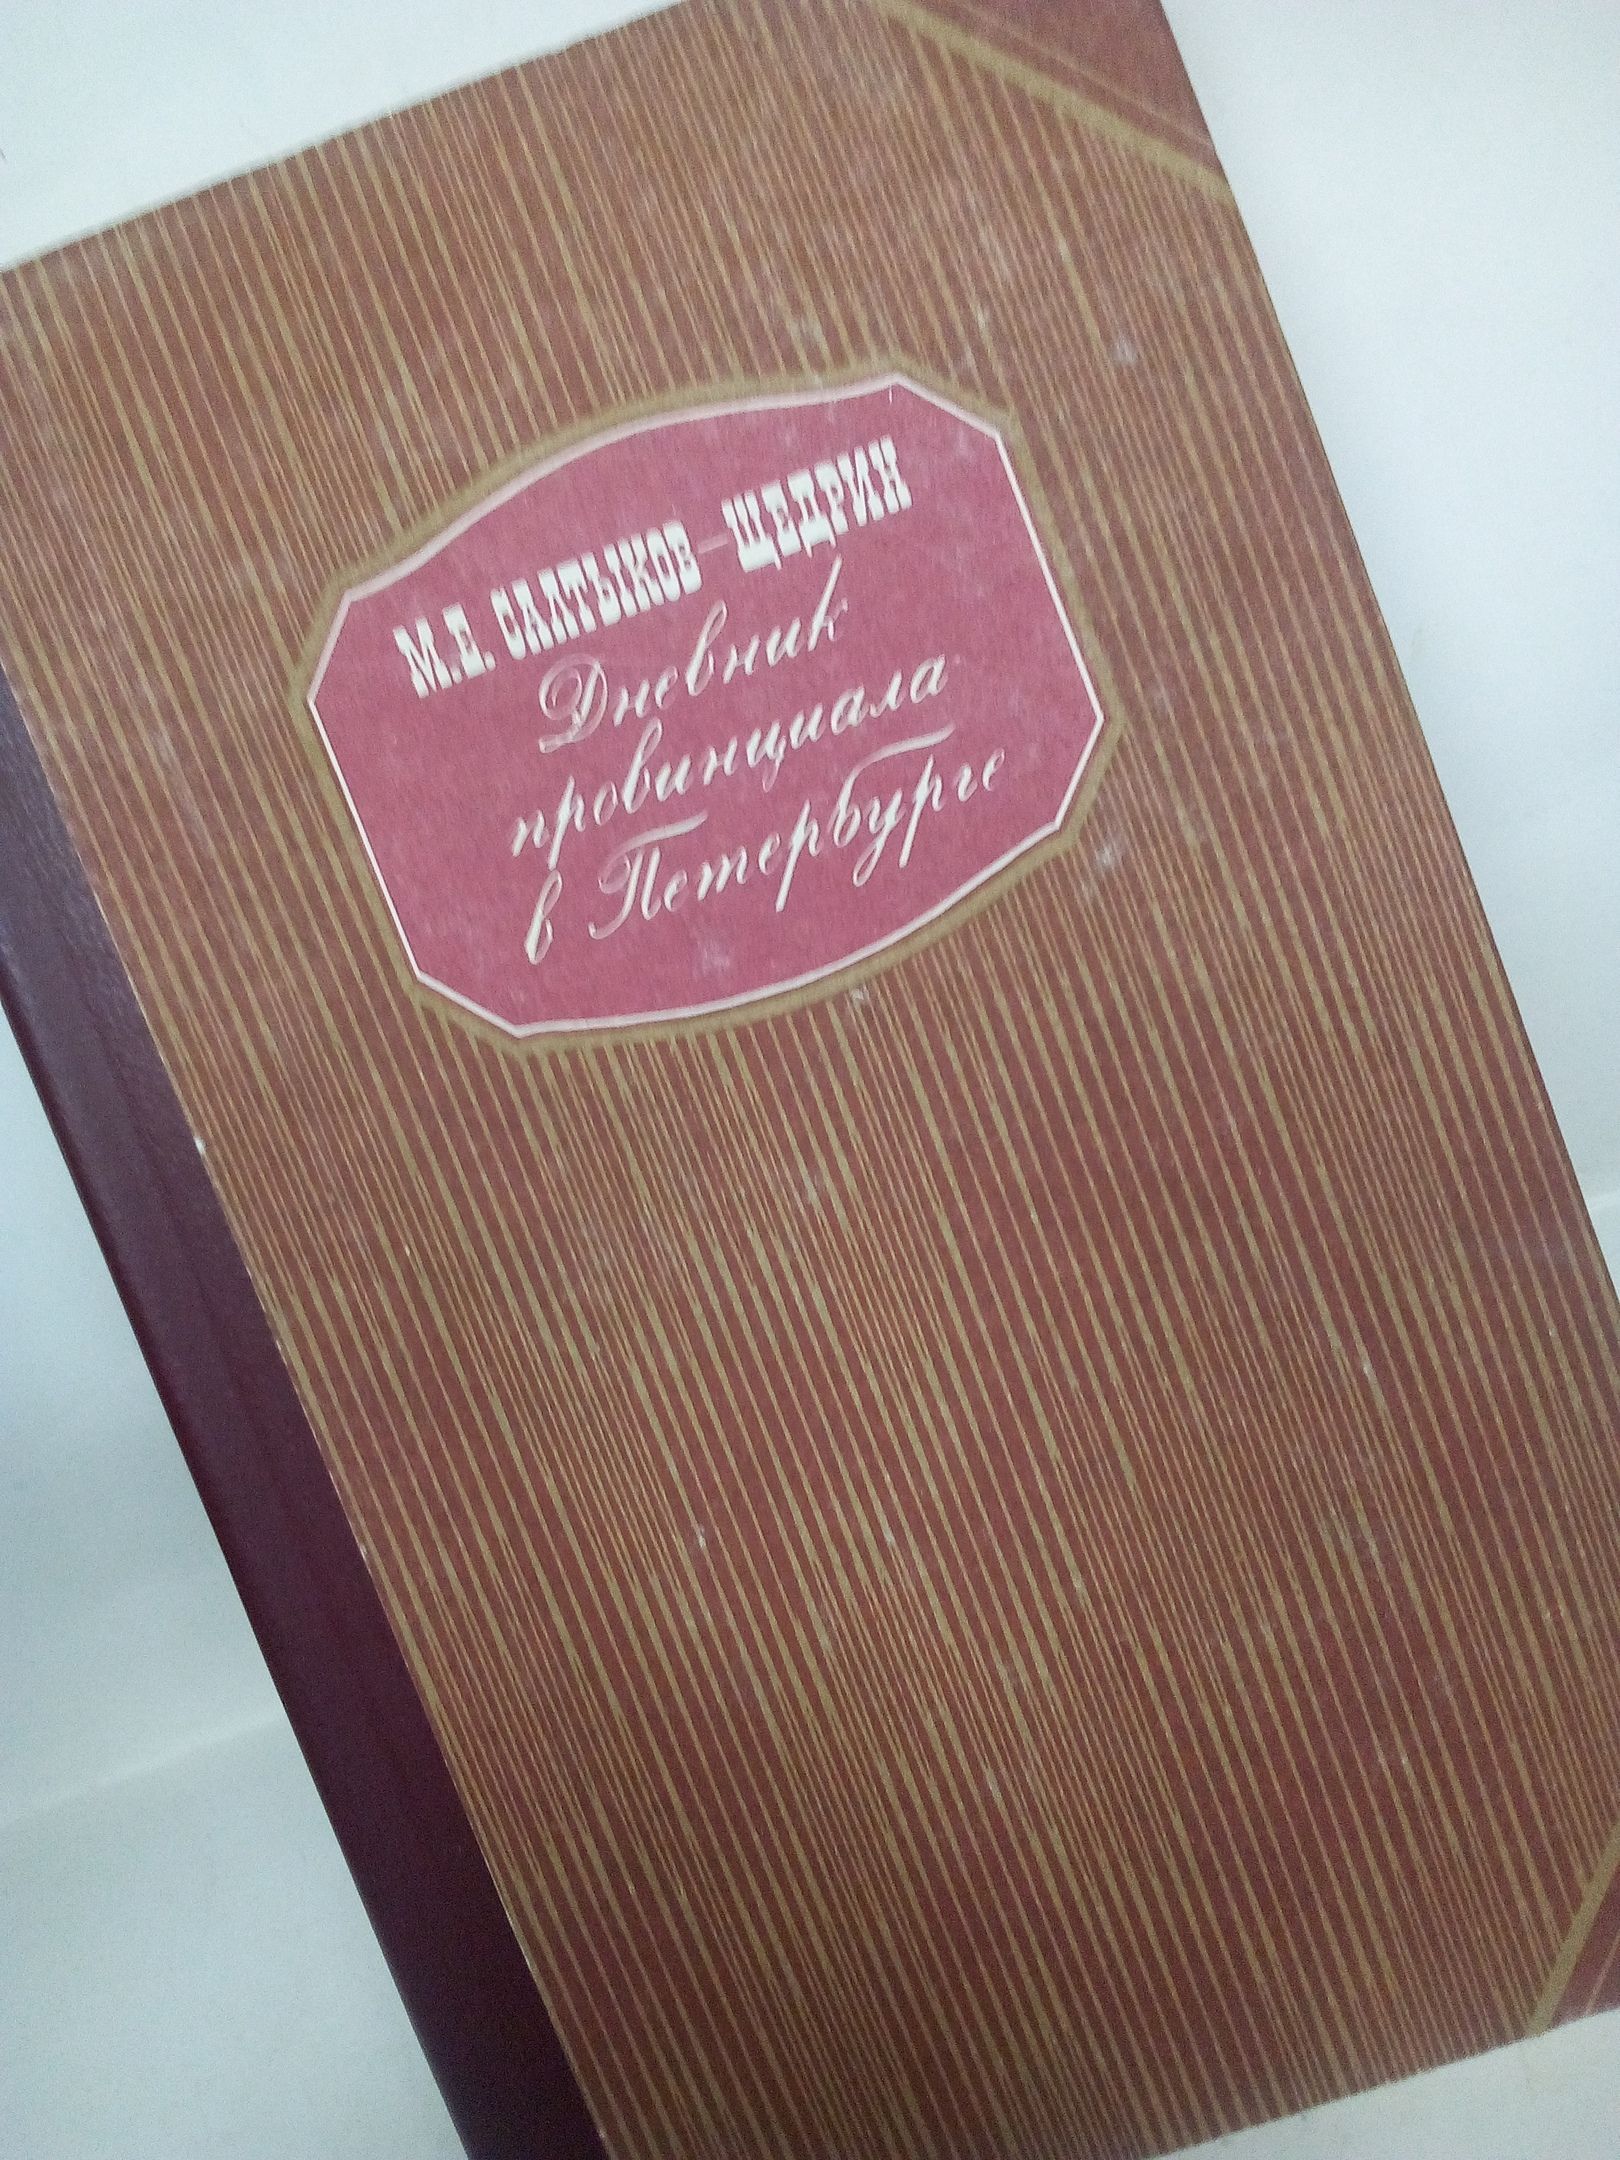 М.Е. САЛТЫКОВ-ЩЕДРИН
Дневник
провинциала
в Петербурге